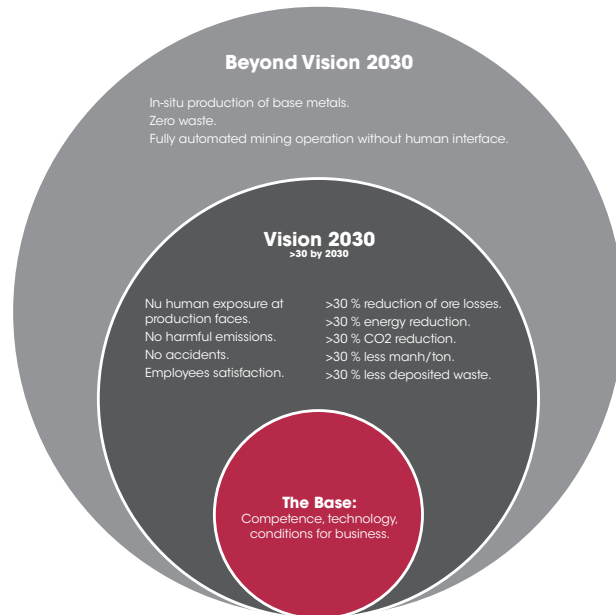 Beyond Vision 2030
In-situ production of base metals.
Zero waste.
Fully automated mining operation without human interface.
Vision 2030
>30 by 2030
Nu human exposure at
production faces.
No harmful emissions.
No accidents.
Employees satisfaction.
>30 % reduction of ore losses.
>30 % energy reduction.
>30 % CO2 reduction.
>30 % less manh/ton.
>30 % less deposited waste.
The Base:
Competence, technology,
conditions for business.